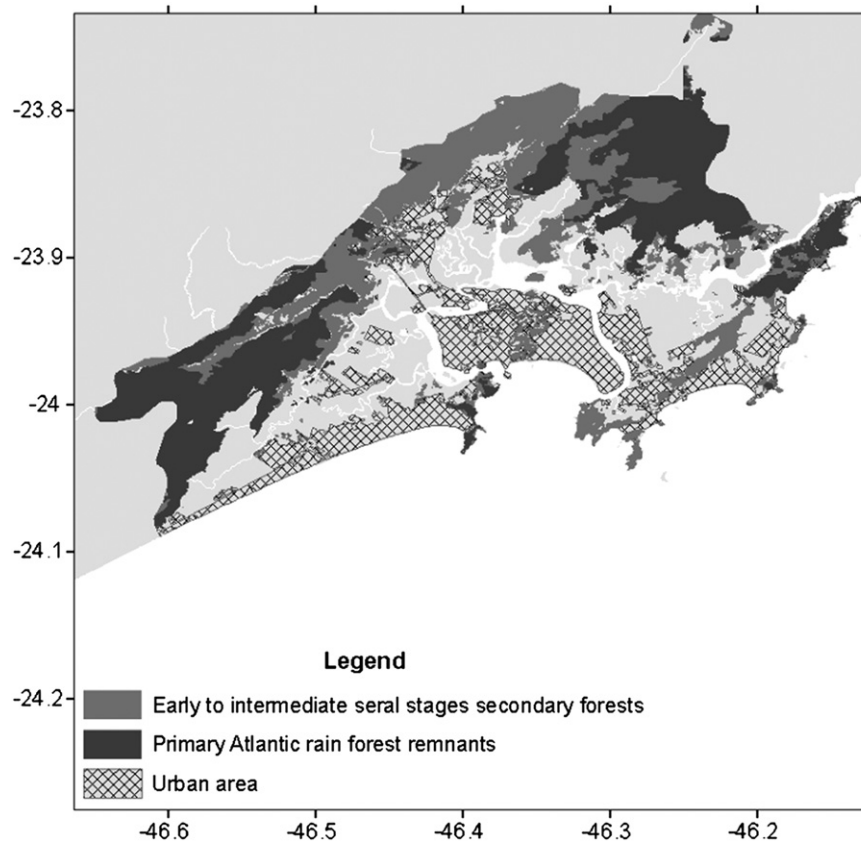 -23.8
-23.9
-24
-24.1
-24.2
Legend
Early to intermediate seral stages secondary forests
Primary Atlantic rain forest remnants
Urban area
-46.6 -46.5 -46.4 -46.3 -46.2